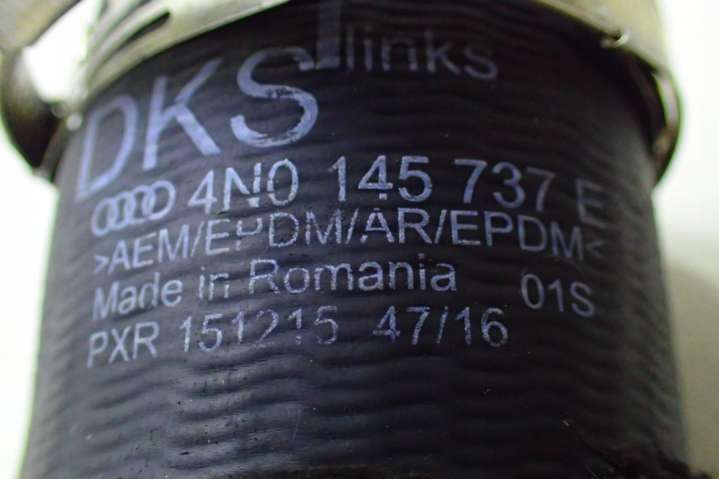 links
DKS
4N0 145 737 E
>AEM/EPDM/AR/EPDM<
Made in Romania 01S
PXR 151215 47/16